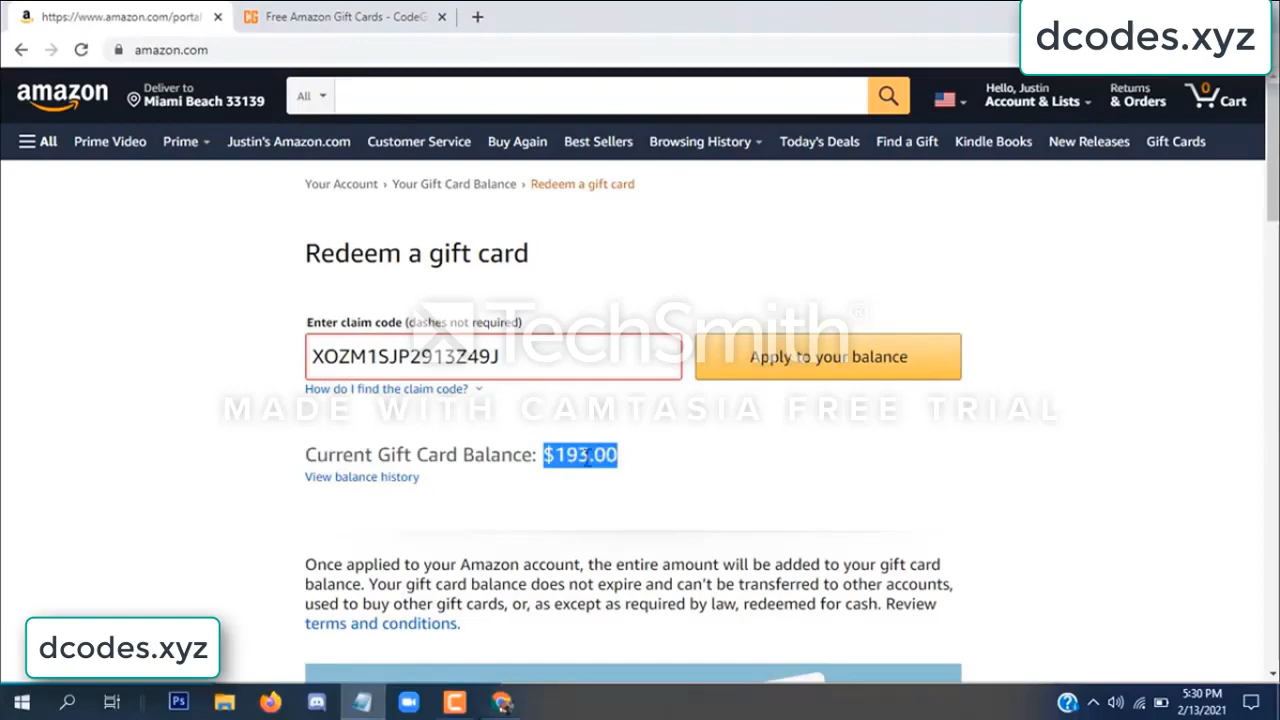 https://www.amazon.com/portal
Free Amazon Gift Cards - CodeG
dcodes.xyz
amazon.com
amazon
Deliver to
Miami Beach 33139
All
Hello, Justin
Account & Lists
Returns
& Orders
0
Cart
All
Prime Video
Prime
Justin's Amazon.com
Customer Service
Buy Again
Best Sellers
Browsing History
Today's Deals
Find a Gift
Kindle Books
New Releases
Gift Cards
Your Account › Your Gift Card Balance › Redeem a gift card
Redeem a gift card
Enter claim code (dashes not required)
TechSmith®
XOZM1SJP2913Z49J
Apply to your balance
How do I find the claim code?
MADE WITH CAMTASIA FREE TRIAL
Current Gift Card Balance: $193.00
View balance history
Once applied to your Amazon account, the entire amount will be added to your gift card
balance. Your gift card balance does not expire and can't be transferred to other accounts,
used to buy other gift cards, or, as except as required by law, redeemed for cash. Review
terms and conditions.
dcodes.xyz
Ps
5:30 PM
2/13/2021